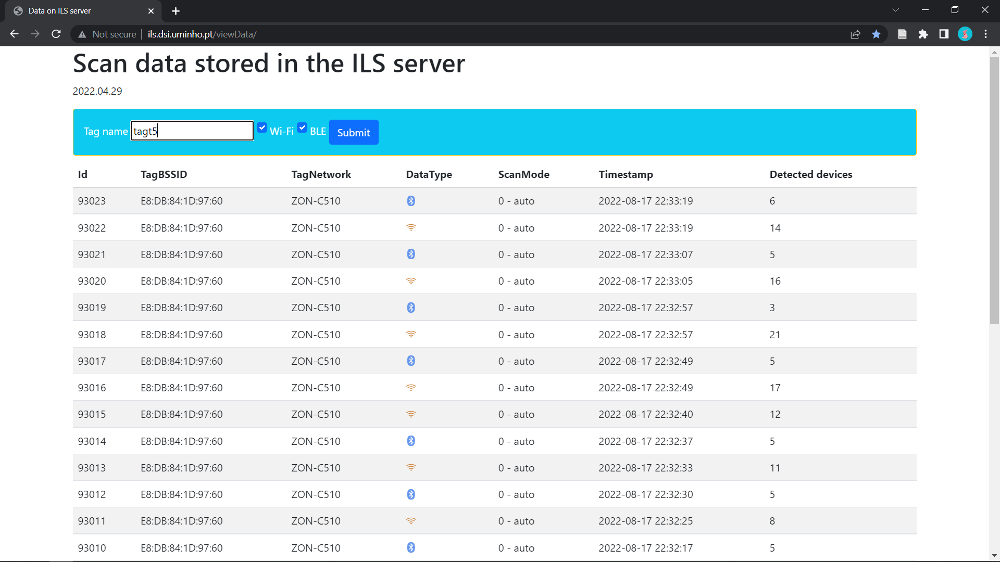 Data on ILS server
Not secure ils.dsi.uminho.pt/viewData/
Scan data stored in the ILS server
2022.04.29
Tag name tagt5 Wi-Fi BLE Submit
Id TagBSSID TagNetwork DataType ScanMode Timestamp Detected devices
93023 E8:DB:84:1D:97:60 ZON-C510 0 - auto 2022-08-17 22:33:19 6
93022 E8:DB:84:1D:97:60 ZON-C510 0 - auto 2022-08-17 22:33:19 14
93021 E8:DB:84:1D:97:60 ZON-C510 0 - auto 2022-08-17 22:33:07 5
93020 E8:DB:84:1D:97:60 ZON-C510 0 - auto 2022-08-17 22:33:05 16
93019 E8:DB:84:1D:97:60 ZON-C510 0 - auto 2022-08-17 22:32:57 3
93018 E8:DB:84:1D:97:60 ZON-C510 0 - auto 2022-08-17 22:32:57 21
93017 E8:DB:84:1D:97:60 ZON-C510 0 - auto 2022-08-17 22:32:49 5
93016 E8:DB:84:1D:97:60 ZON-C510 0 - auto 2022-08-17 22:32:49 17
93015 E8:DB:84:1D:97:60 ZON-C510 0 - auto 2022-08-17 22:32:40 12
93014 E8:DB:84:1D:97:60 ZON-C510 0 - auto 2022-08-17 22:32:37 5
93013 E8:DB:84:1D:97:60 ZON-C510 0 - auto 2022-08-17 22:32:33 11
93012 E8:DB:84:1D:97:60 ZON-C510 0 - auto 2022-08-17 22:32:30 5
93011 E8:DB:84:1D:97:60 ZON-C510 0 - auto 2022-08-17 22:32:25 8
93010 E8:DB:84:1D:97:60 ZON-C510 0 - auto 2022-08-17 22:32:17 5